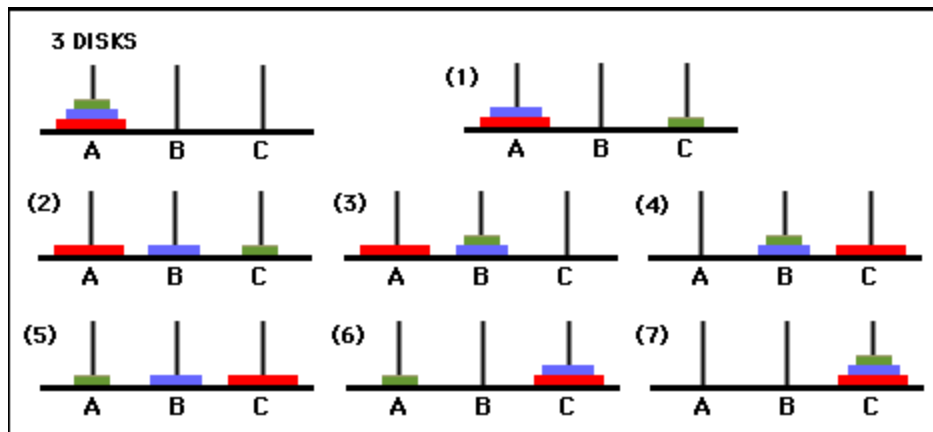 3 DISKS
A B C
(1)
A B C
(2)
A B C
(3)
A B C
(4)
A B C
(5)
A B C
(6)
A B C
(7)
A B C